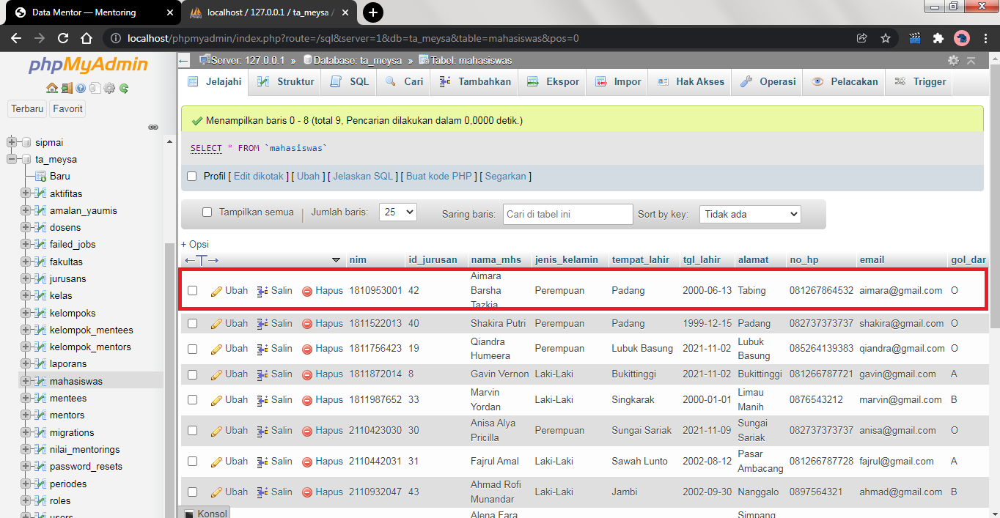 Data Mentor — Mentoring
localhost / 127.0.0.1 / ta_meysa /
localhost/phpmyadmin/index.php?route=/sql&server=1&db=ta_meysa&table=mahasiswas&pos=0
phpMyAdmin
Terbaru Favorit
sipmai
ta_meysa
Baru
aktifitas
amalan_yaumis
dosens
failed_jobs
fakultas
jurusans
kelas
kelompoks
kelompok_mentees
kelompok_mentors
laporans
mahasiswas
mentees
mentors
migrations
nilai_mentorings
password_resets
periodes
roles
users
Server: 127.0.0.1 » Database: ta_meysa » Tabel: mahasiswas
Jelajahi Struktur SQL Cari Tambahkan Ekspor Impor Hak Akses Operasi Pelacakan Trigger
Menampilkan baris 0 - 8 (total 9, Pencarian dilakukan dalam 0,0000 detik.)
SELECT * FROM `mahasiswas`
Profil [ Edit dikotak ] [ Ubah ] [ Jelaskan SQL ] [ Buat kode PHP ] [ Segarkan ]
Tampilkan semua Jumlah baris: 25 Saring baris: Cari di tabel ini Sort by key: Tidak ada
+ Opsi
←T→ nim id_jurusan nama_mhs jenis_kelamin tempat_lahir tgl_lahir alamat no_hp email gol_dar
Ubah Salin Hapus 1810953001 42 Aimara Barsha Tazkia Perempuan Padang 2000-06-13 Tabing 081267864532 aimara@gmail.com O
Ubah Salin Hapus 1811522013 40 Shakira Putri Perempuan Padang 1999-12-15 Padang 082737373737 shakira@gmail.com O
Ubah Salin Hapus 1811756423 19 Qiandra Humeera Perempuan Lubuk Basung 2021-11-02 Lubuk Basung 085264139383 qiandra@gmail.com O
Ubah Salin Hapus 1811872014 8 Gavin Vernon Laki-Laki Bukittinggi 2021-11-02 Bukittinggi 081266787721 gavin@gmail.com A
Ubah Salin Hapus 1811987652 33 Marvin Yordan Laki-Laki Singkarak 2000-01-01 Limau Manih 0876543212 marvin@gmail.com B
Ubah Salin Hapus 2110423030 30 Anisa Alya Pricilla Perempuan Sungai Sariak 2021-11-09 Sungai Sariak 082737373737 anisa@gmail.com O
Ubah Salin Hapus 2110442031 31 Fajrul Amal Laki-Laki Sawah Lunto 2002-08-12 Pasar Ambacang 081266787728 fajrul@gmail.com A
Ubah Salin Hapus 2110932047 43 Ahmad Rofi Munandar Laki-Laki Jambi 2002-09-30 Nanggalo 0897564321 ahmad@gmail.com B
Alena Fara Simpang
Konsol